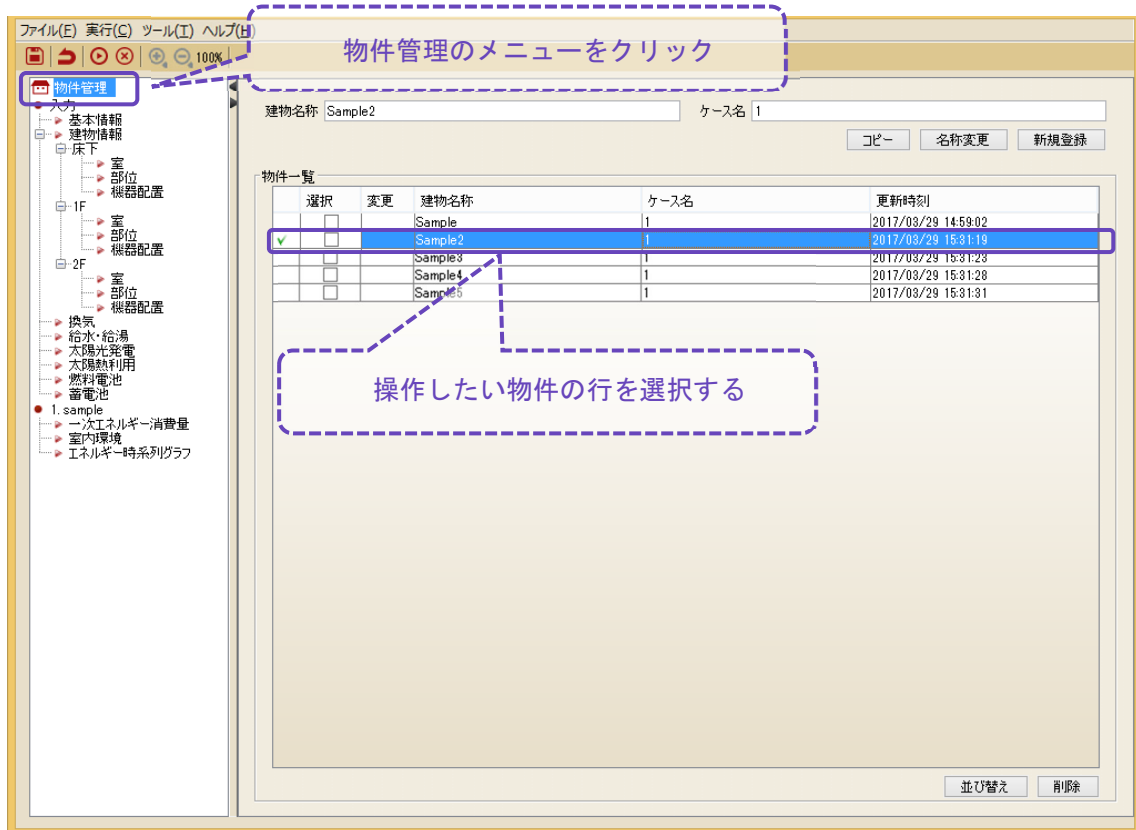 ファイル(F) 実行(C) ツール(T) ヘルプ(H)
100%
物件管理のメニューをクリック
物件管理
入力
基本情報
建物情報
床下
室
部位
機器配置
1F
室
部位
機器配置
2F
室
部位
機器配置
換気
給水・給湯
太陽光発電
太陽熱利用
燃料電池
蓄電池
1. sample
一次エネルギー消費量
室内環境
エネルギー時系列グラフ
建物名称 Sample2 ケース名 1
コピー 名称変更 新規登録
物件一覧
選択 変更 建物名称 ケース名 更新時刻
Sample 1 2017/03/29 14:59:02
Sample2 1 2017/03/29 15:31:19
Sample3 1 2017/03/29 15:31:23
Sample4 1 2017/03/29 15:31:28
Sample5 1 2017/03/29 15:31:31
操作したい物件の行を選択する
並び替え 削除